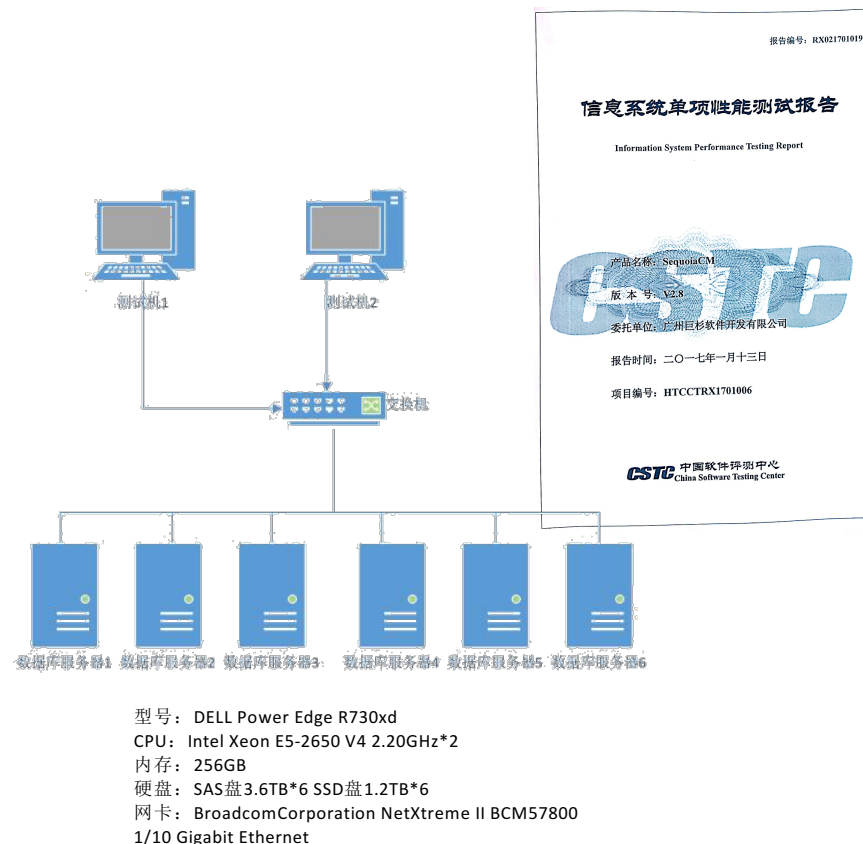 报告编号：RX021701019
信息系统单项性能测试报告
Information System Performance Testing Report
产品名称：SequoiaCM
版 本 号：V2.8
委托单位：广州巨杉软件开发有限公司
报告时间：二〇一七年一月十三日
项目编号：HTCCTRX1701006
CSTC
CSTC 中国软件评测中心
China Software Testing Center
测试机1
测试机2
交换机
数据库服务器1
数据库服务器2
数据库服务器3
数据库服务器4
数据库服务器5
数据库服务器6
型号：DELL Power Edge R730xd
CPU：Intel Xeon E5-2650 V4 2.20GHz*2
内存：256GB
硬盘：SAS盘3.6TB*6 SSD盘1.2TB*6
网卡：BroadcomCorporation NetXtreme II BCM57800
1/10 Gigabit Ethernet